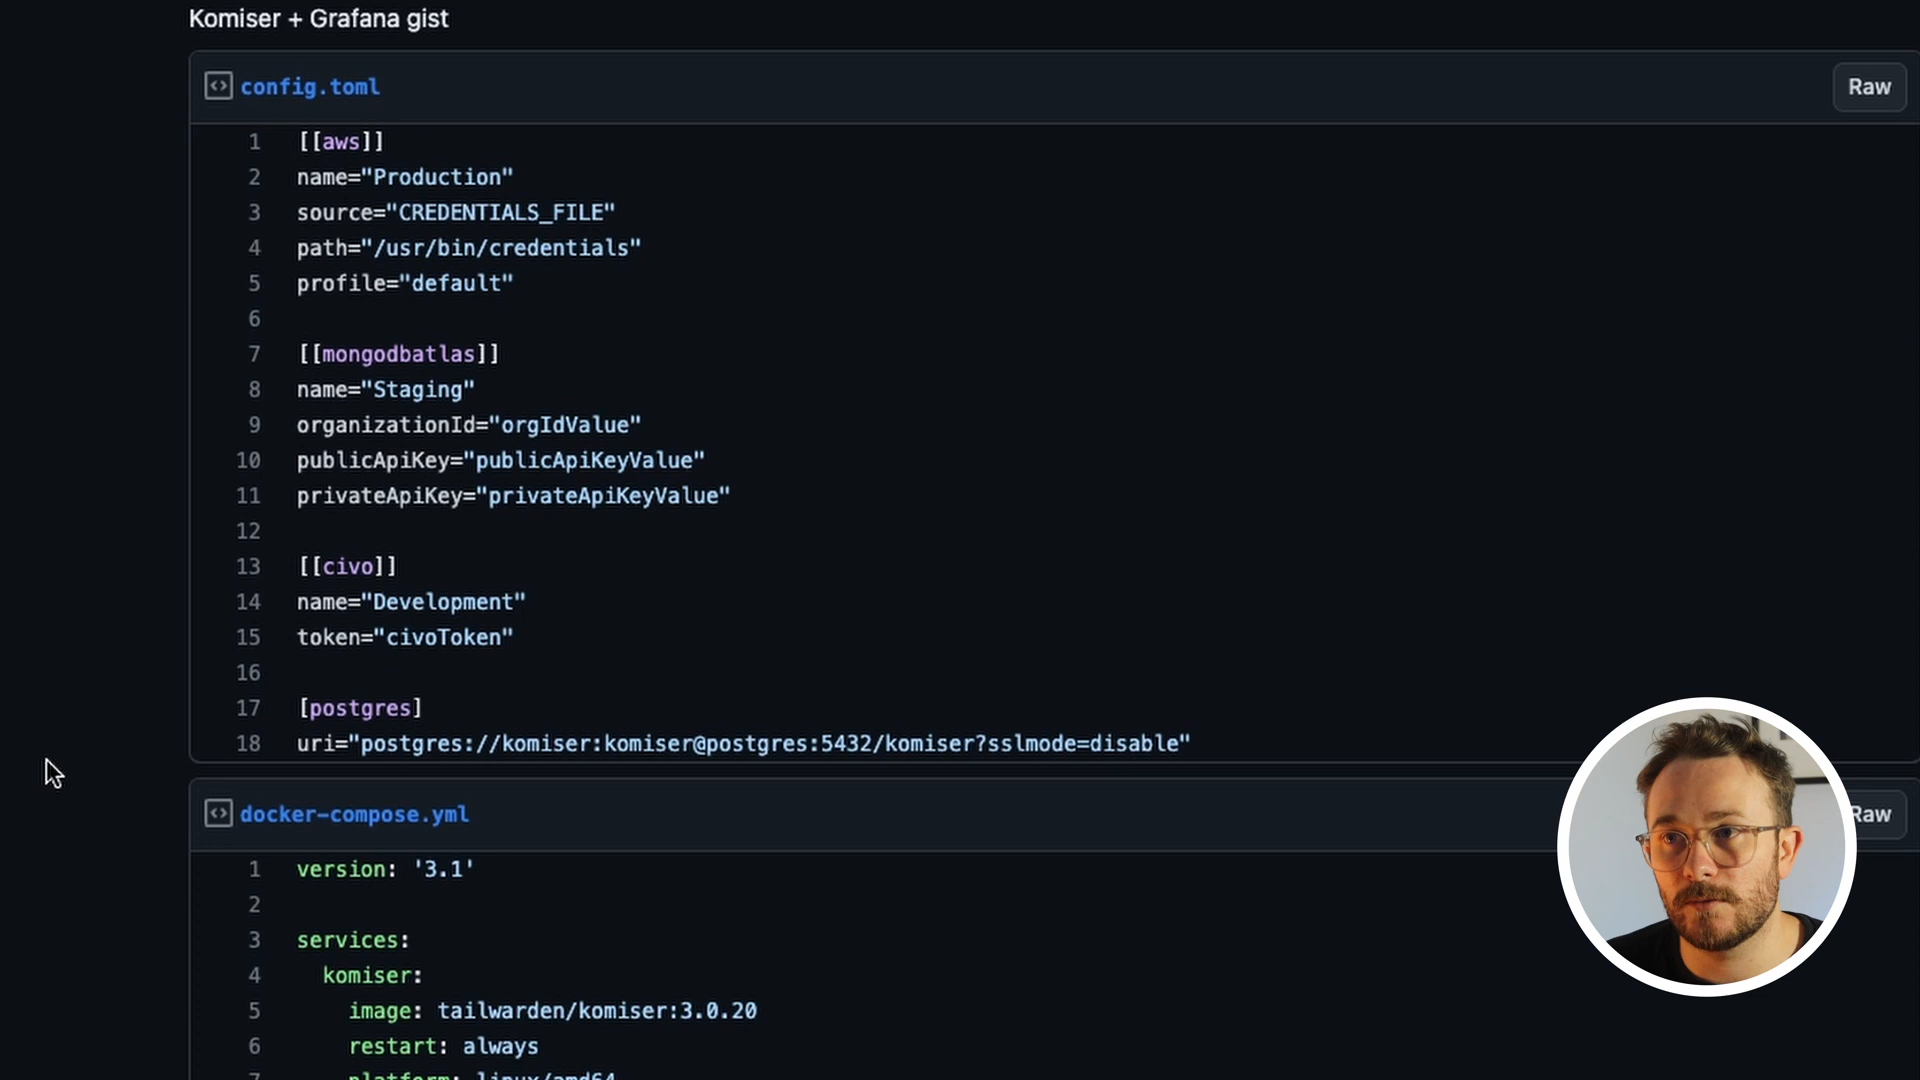 Komiser + Grafana gist
config.toml
Raw
1 [[aws]]
2 name="Production"
3 source="CREDENTIALS_FILE"
4 path="/usr/bin/credentials"
5 profile="default"
6
7 [[mongodbatlas]]
8 name="Staging"
9 organizationId="orgIdValue"
10 publicApiKey="publicApiKeyValue"
11 privateApiKey="privateApiKeyValue"
12
13 [[civo]]
14 name="Development"
15 token="civoToken"
16
17 [postgres]
18 uri="postgres://komiser:komiser@postgres:5432/komiser?sslmode=disable"
docker-compose.yml
Raw
1 version: '3.1'
2
3 services:
4 komiser:
5 image: tailwarden/komiser:3.0.20
6 restart: always
7 platform: linux/amd64